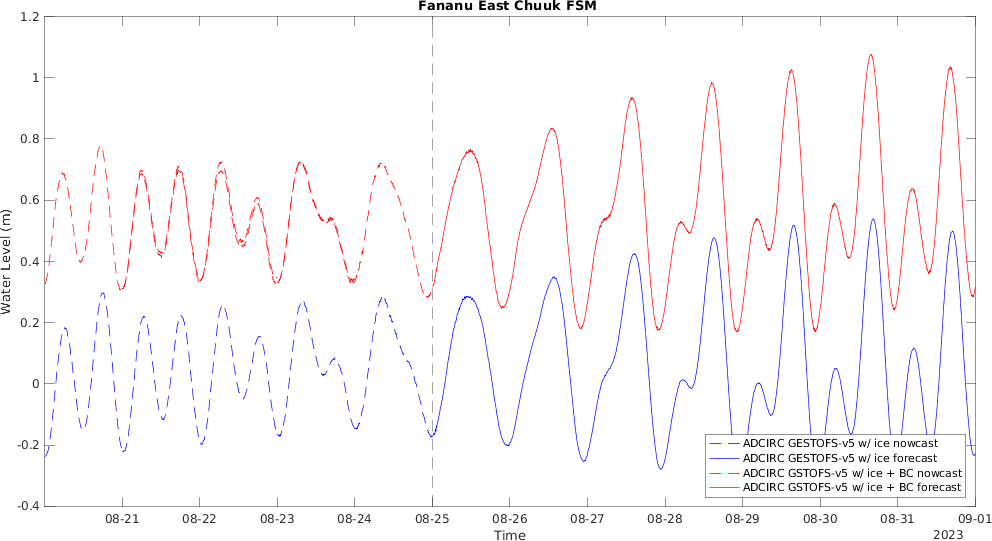 Fananu East Chuuk FSM
1.2
1
0.8
0.6
0.4
0.2
0
-0.2
-0.4
Water Level (m)
ADCIRC GESTOFS-v5 w/ ice nowcast
ADCIRC GESTOFS-v5 w/ ice forecast
ADCIRC GSTOFS-v5 w/ ice + BC nowcast
ADCIRC GSTOFS-v5 w/ ice + BC forecast
08-21 08-22 08-23 08-24 08-25 08-26 08-27 08-28 08-29 08-30 08-31 09-01
Time
2023